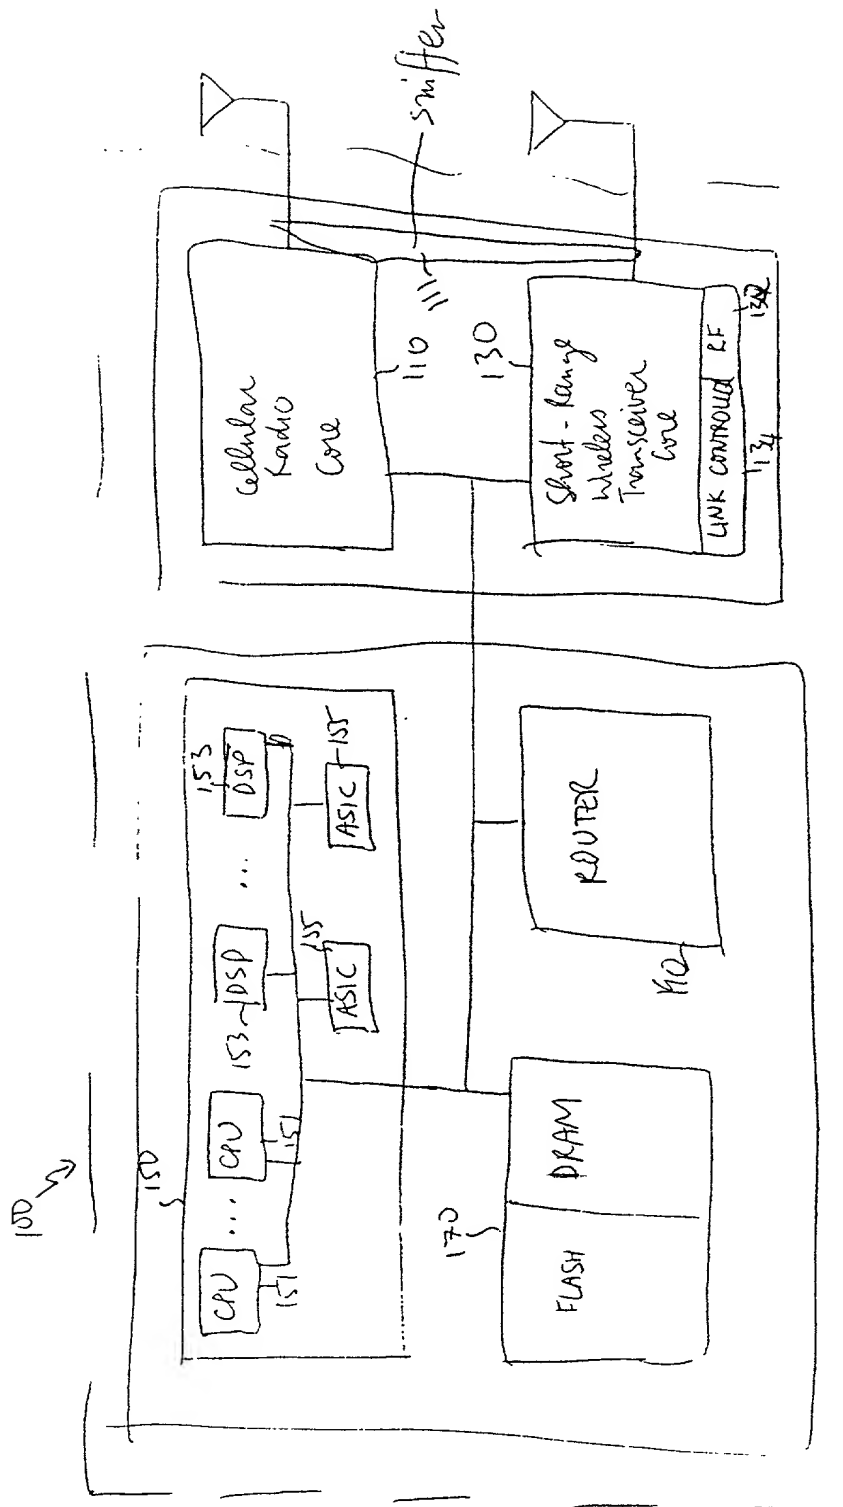 100
150
CPU
151
...
CPU
151
153
DSP
...
153
DSP
155
ASIC
155
ASIC
170
FLASH
DRAM
ROUTER
Cellular
Radio
Core
110
111
sniffer
130
Short-Range
Wireless
Transceiver
Core
LINK CONTROLLER
RF
134